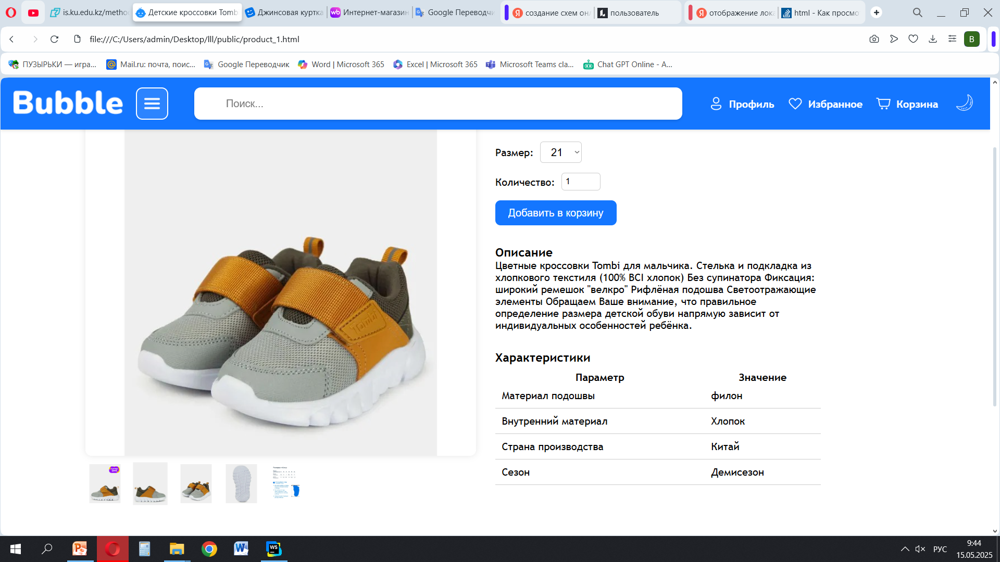 is.ku.edu.kz/metho
Детские кроссовки Tomb
Джинсовая куртка
Интернет-магазин
Google Переводчи
создание схем онл
пользователь
отображение лока
html - Как просмо
file:///C:/Users/admin/Desktop/lll/public/product_1.html
B
ПУЗЫРЬКИ — игра...
Mail.ru: почта, поис...
Google Переводчик
Word | Microsoft 365
Excel | Microsoft 365
Microsoft Teams cla...
Chat GPT Online - A...
Bubble
Поиск...
Профиль
Избранное
Корзина
Размер: 21
Количество: 1
Добавить в корзину
Описание
Цветные кроссовки Tombi для мальчика. Стелька и подкладка из
хлопкового текстиля (100% BCI хлопок) Без супинатора Фиксация:
широкий ремешок "велкро" Рифлёная подошва Светоотражающие
элементы Обращаем Ваше внимание, что правильное
определение размера детской обуви напрямую зависит от
индивидуальных особенностей ребёнка.
Tombi
Характеристики
Параметр Значение
Материал подошвы филон
Внутренний материал Хлопок
Страна производства Китай
Сезон Демисезон
РУС
9:44
15.05.2025